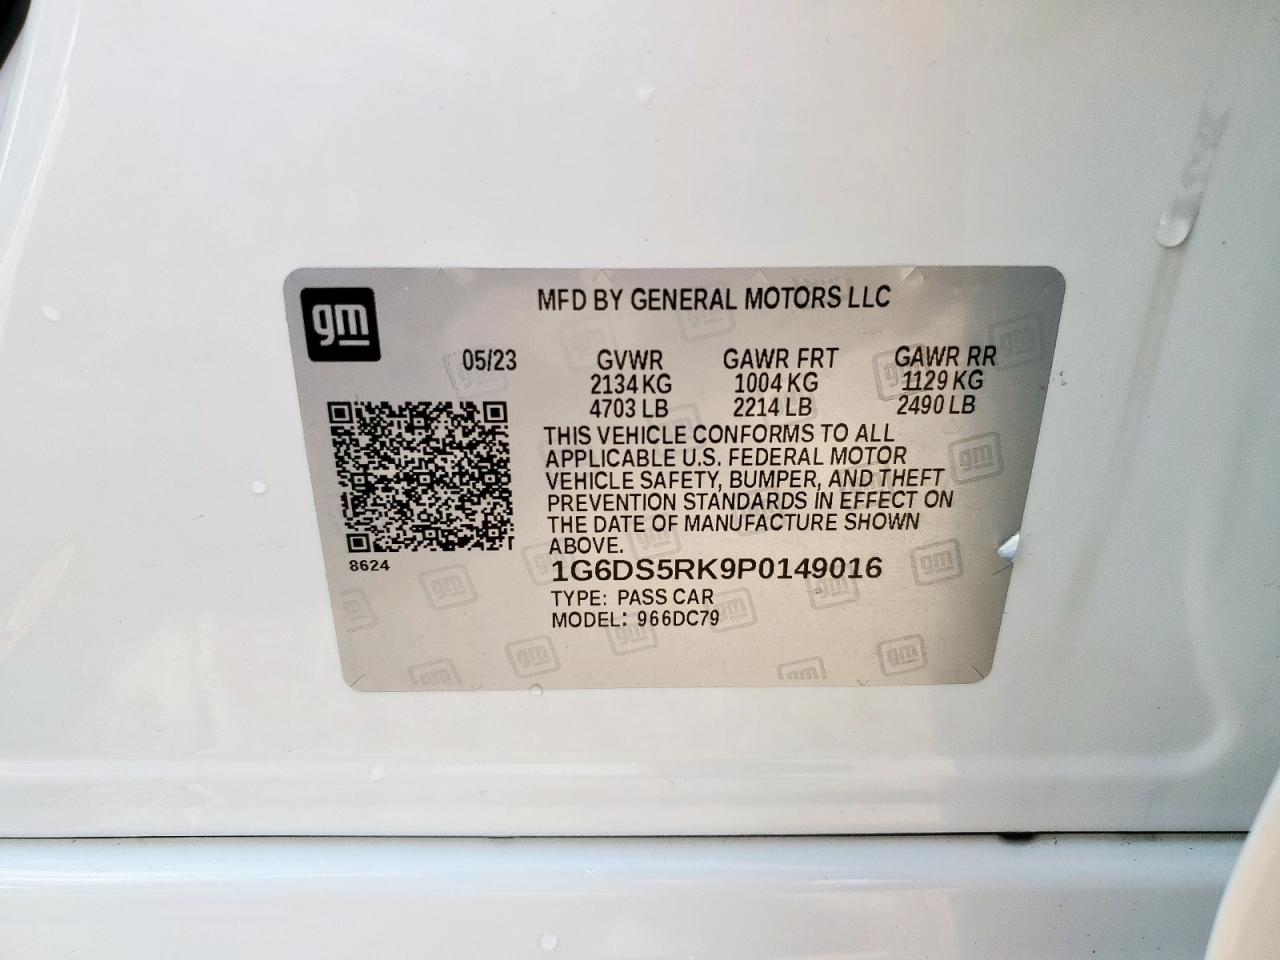 gm
MFD BY GENERAL MOTORS LLC
05/23 GVWR GAWR FRT GAWR RR
2134 KG 1004 KG 1129 KG
4703 LB 2214 LB 2490 LB
THIS VEHICLE CONFORMS TO ALL
APPLICABLE U.S. FEDERAL MOTOR
VEHICLE SAFETY, BUMPER, AND THEFT
PREVENTION STANDARDS IN EFFECT ON
THE DATE OF MANUFACTURE SHOWN
ABOVE.
8624
1G6DS5RK9P0149016
TYPE: PASS CAR
MODEL: 966DC79